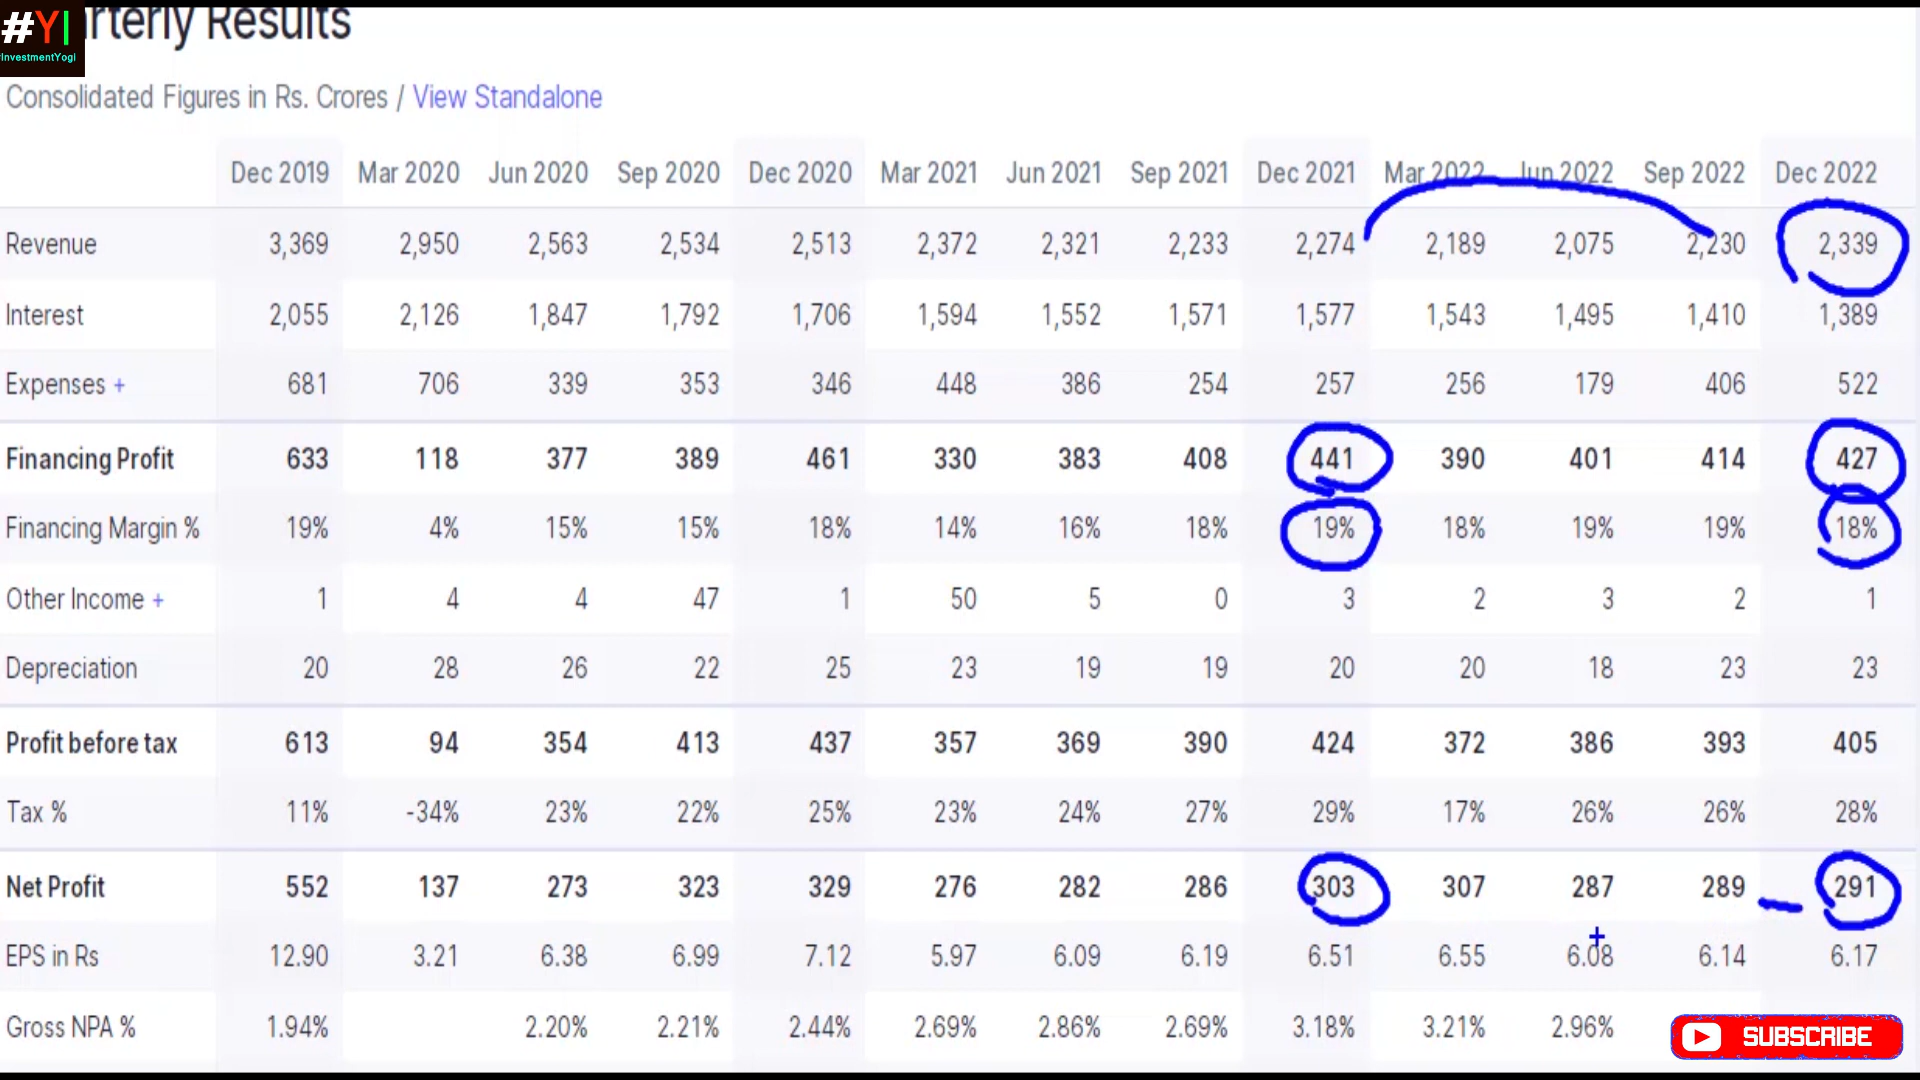 #YI
InvestmentYogi
rterly Results
Consolidated Figures in Rs. Crores / View Standalone
Dec 2019 Mar 2020 Jun 2020 Sep 2020 Dec 2020 Mar 2021 Jun 2021 Sep 2021 Dec 2021 Mar 2022 Jun 2022 Sep 2022 Dec 2022
Revenue 3,369 2,950 2,563 2,534 2,513 2,372 2,321 2,233 2,274 2,189 2,075 2,230 2,339
Interest 2,055 2,126 1,847 1,792 1,706 1,594 1,552 1,571 1,577 1,543 1,495 1,410 1,389
Expenses + 681 706 339 353 346 448 386 254 257 256 179 406 522
Financing Profit 633 118 377 389 461 330 383 408 441 390 401 414 427
Financing Margin % 19% 4% 15% 15% 18% 14% 16% 18% 19% 18% 19% 19% 18%
Other Income + 1 4 4 47 1 50 5 0 3 2 3 2 1
Depreciation 20 28 26 22 25 23 19 19 20 20 18 23 23
Profit before tax 613 94 354 413 437 357 369 390 424 372 386 393 405
Tax % 11% -34% 23% 22% 25% 23% 24% 27% 29% 17% 26% 26% 28%
Net Profit 552 137 273 323 329 276 282 286 303 307 287 289 291
EPS in Rs 12.90 3.21 6.38 6.99 7.12 5.97 6.09 6.19 6.51 6.55 6.08 6.14 6.17
Gross NPA % 1.94% 2.20% 2.21% 2.44% 2.69% 2.86% 2.69% 3.18% 3.21% 2.96%
SUBSCRIBE